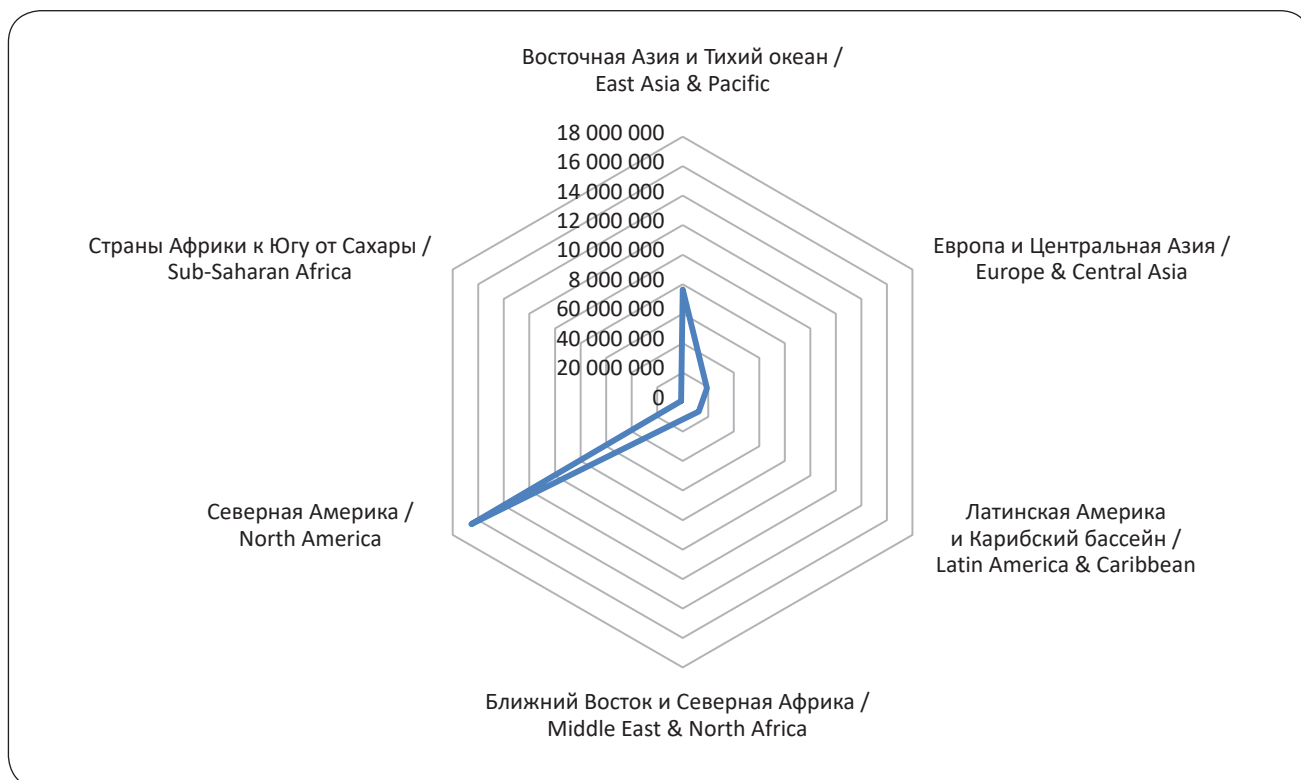 Восточная Азия и Тихий океан /
East Asia & Pacific
18 000 000
16 000 000
14 000 000
12 000 000
10 000 000
8 000 000
60 000 000
40 000 000
20 000 000
0
Европа и Центральная Азия /
Europe & Central Asia
Латинская Америка
и Карибский бассейн /
Latin America & Caribbean
Ближний Восток и Северная Африка /
Middle East & North Africa
Северная Америка /
North America
Страны Африки к Югу от Сахары /
Sub-Saharan Africa